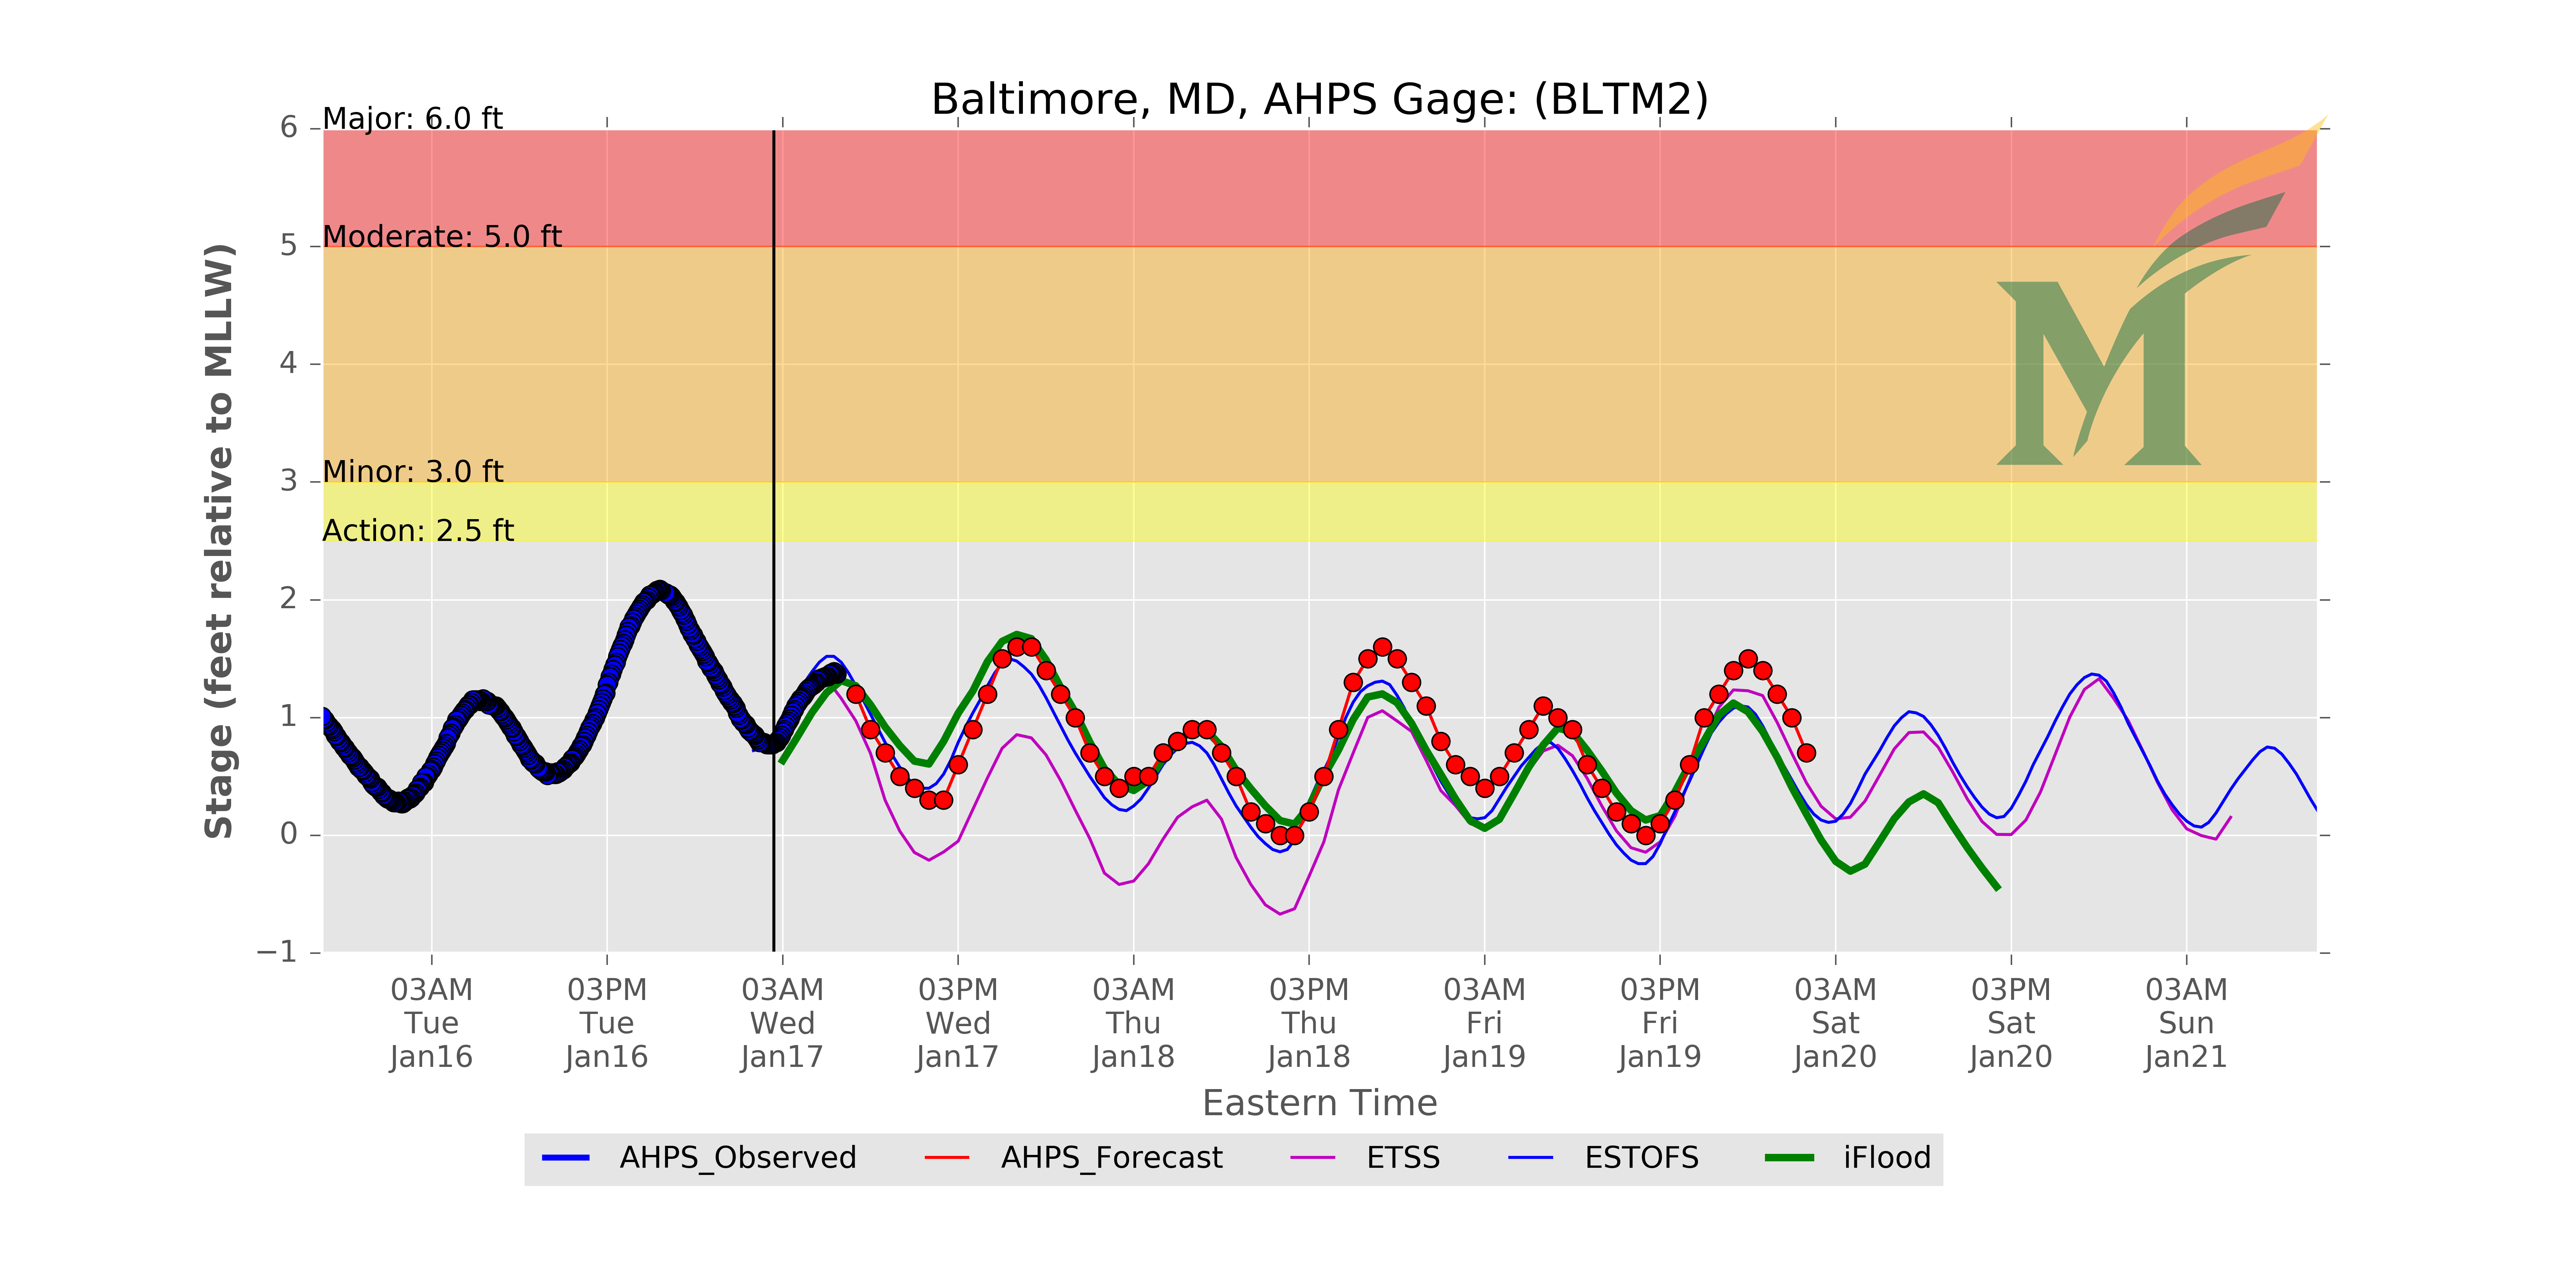 Baltimore, MD, AHPS Gage: (BLTM2)
Major: 6.0 ft
Moderate: 5.0 ft
Minor: 3.0 ft
Action: 2.5 ft
6
5
4
3
2
1
0
−1
Stage (feet relative to MLLW)
03AM 03PM 03AM 03PM 03AM 03PM 03AM 03PM 03AM 03PM 03AM
Tue Tue Wed Wed Thu Thu Fri Fri Sat Sat Sun
Jan16 Jan16 Jan17 Jan17 Jan18 Jan18 Jan19 Jan19 Jan20 Jan20 Jan21
Eastern Time
AHPS_Observed AHPS_Forecast ETSS ESTOFS iFlood
M